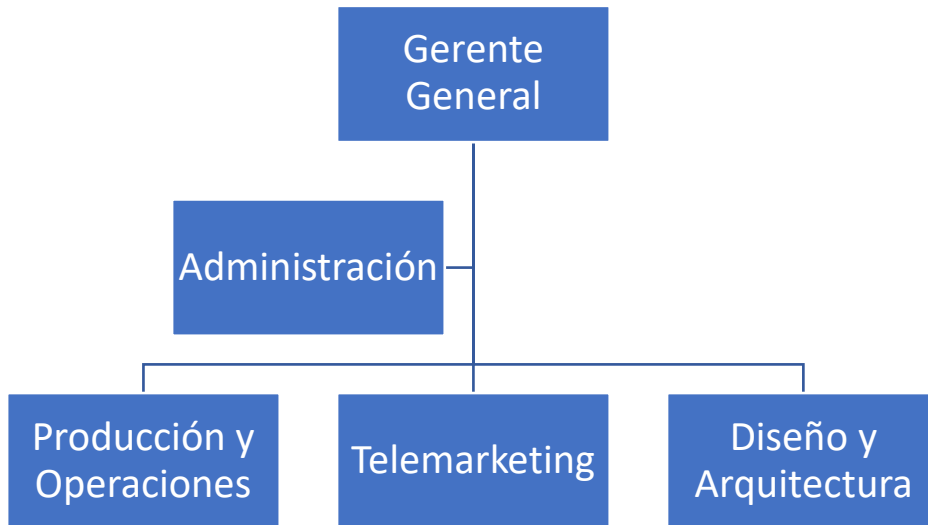 Gerente
General
Administración
Producción y
Operaciones
Telemarketing
Diseño y
Arquitectura